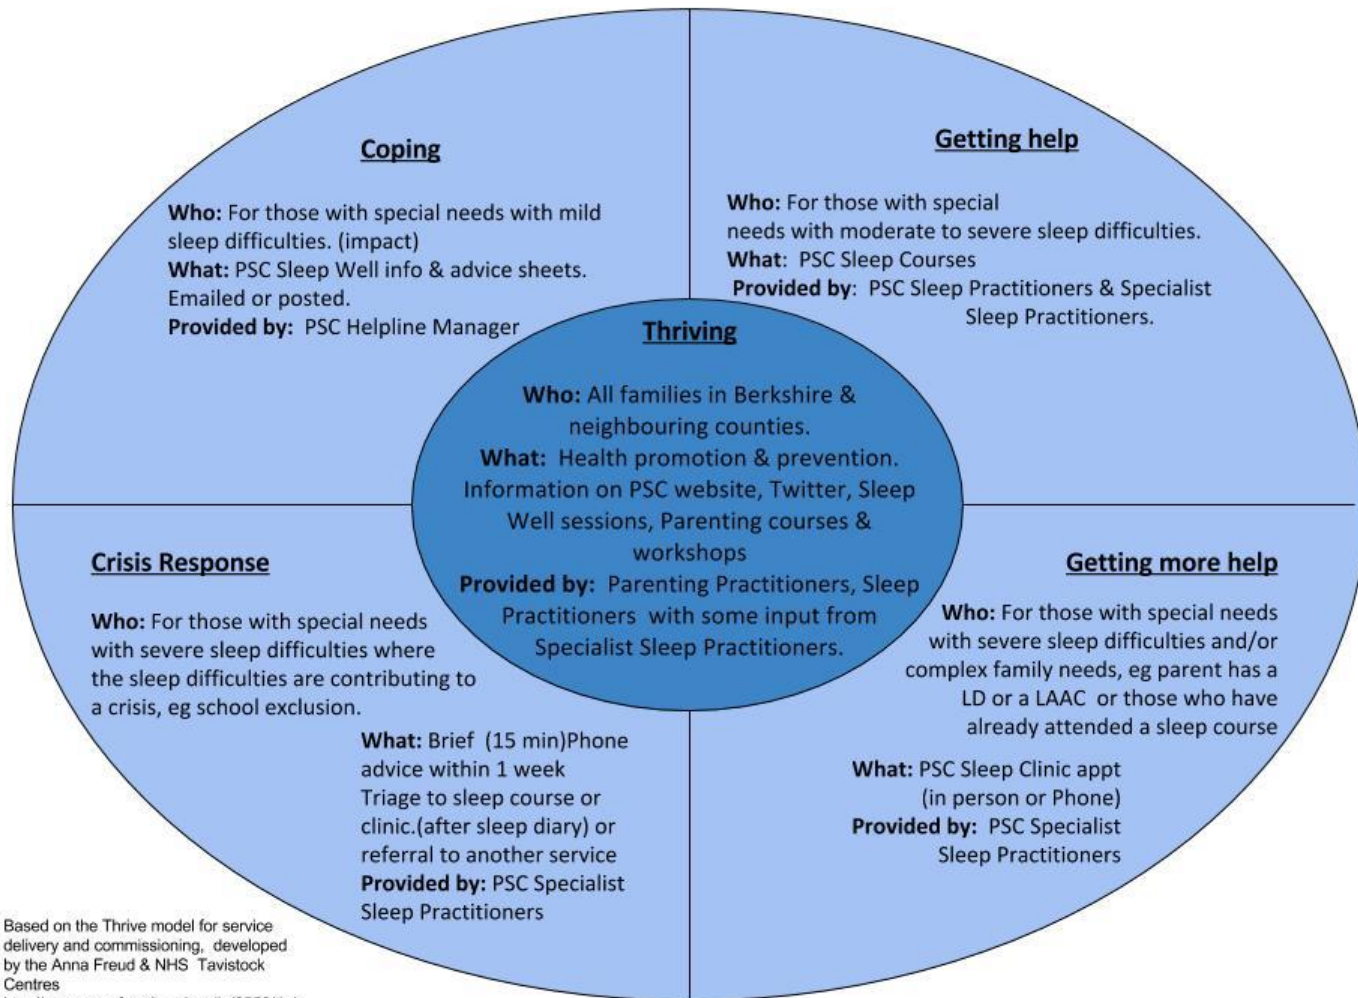 Coping
Who: For those with special needs with mild
sleep difficulties. (impact)
What: PSC Sleep Well info & advice sheets.
Emailed or posted.
Provided by:  PSC Helpline Manager
Getting help
Who: For those with special
needs with moderate to severe sleep difficulties.
What:  PSC Sleep Courses
Provided by:  PSC Sleep Practitioners & Specialist
Sleep Practitioners.
Thriving
Who: All families in Berkshire &
neighbouring counties.
What:  Health promotion & prevention.
Information on PSC website, Twitter, Sleep
Well sessions, Parenting courses &
workshops
Provided by:  Parenting Practitioners, Sleep
Practitioners  with some input from
Specialist Sleep Practitioners.
Crisis Response
Who: For those with special needs
with severe sleep difficulties where
the sleep difficulties are contributing to
a crisis, eg school exclusion.
What: Brief  (15 min)Phone
advice within 1 week
Triage to sleep course or
clinic.(after sleep diary) or
referral to another service
Provided by: PSC Specialist
Sleep Practitioners
Getting more help
Who: For those with special needs
with severe sleep difficulties and/or
complex family needs, eg parent has a
LD or a LAAC  or those who have
already attended a sleep course
What: PSC Sleep Clinic appt
(in person or Phone)
Provided by:  PSC Specialist
Sleep Practitioners
Based on the Thrive model for service
delivery and commissioning,  developed
by the Anna Freud & NHS  Tavistock
Centres